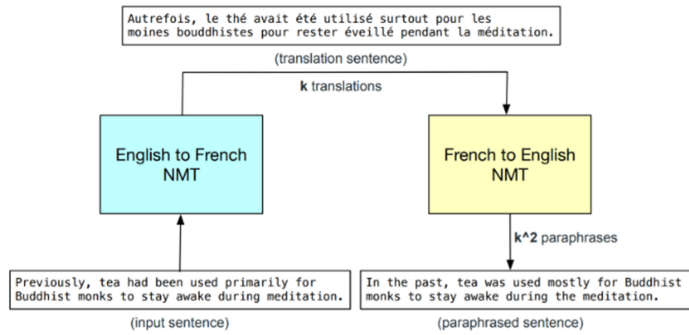 Autrefois, le thé avait été utilisé surtout pour les
moines bouddhistes pour rester éveillé pendant la méditation.
(translation sentence)
k translations
English to French
NMT
French to English
NMT
k^2 paraphrases
Previously, tea had been used primarily for
Buddhist monks to stay awake during meditation.
(input sentence)
In the past, tea was used mostly for Buddhist
monks to stay awake during the meditation.
(paraphrased sentence)